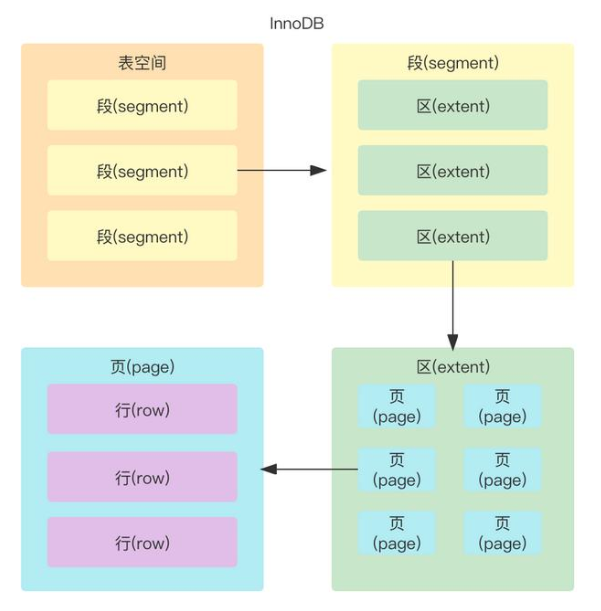 InnoDB
表空间
段(segment)
段(segment)
段(segment)
段(segment)
区(extent)
区(extent)
区(extent)
页(page)
行(row)
行(row)
行(row)
区(extent)
页
(page)
页
(page)
页
(page)
页
(page)
页
(page)
页
(page)